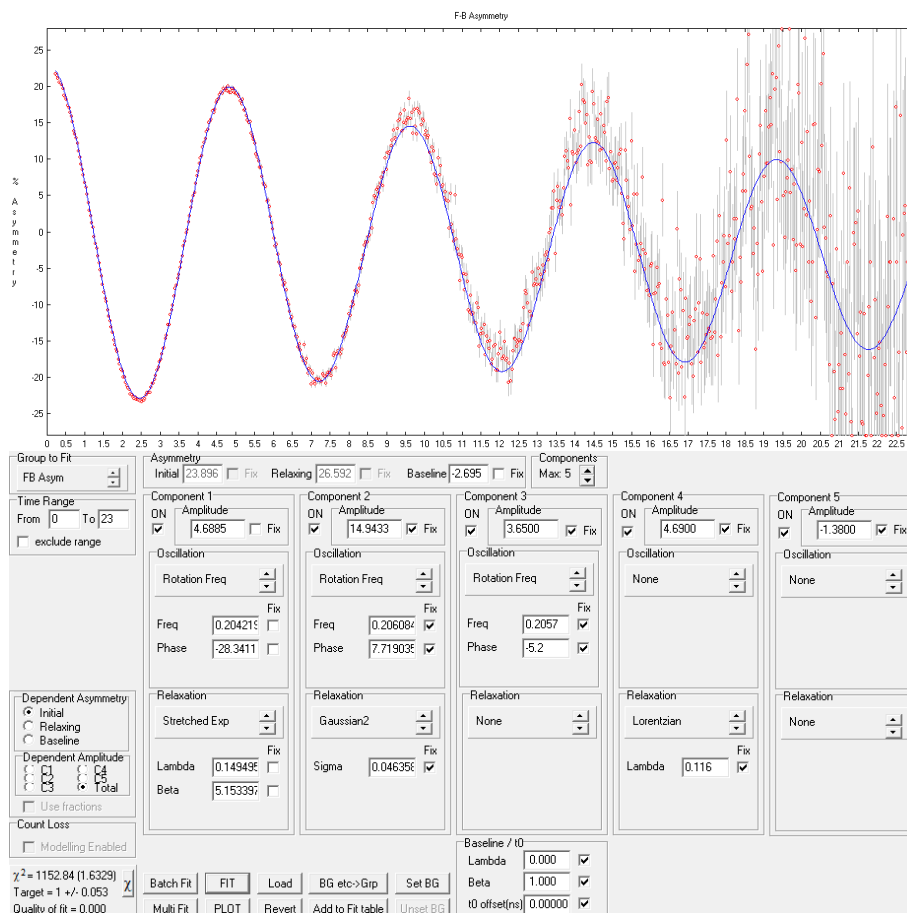 F-B Asymmetry
% Asymmetry
25
20
15
10
5
0
-5
-10
-15
-20
-25
0 0.5 1 1.5 2 2.5 3 3.5 4 4.5 5 5.5 6 6.5 7 7.5 8 8.5 9 9.5 10 10.5 11 11.5 12 12.5 13 13.5 14 14.5 15 15.5 16 16.5 17 17.5 18 18.5 19 19.5 20 20.5 21 21.5 22 22.5
Group to Fit
FB Asym
Asymmetry
Initial 23.896 Fix Relaxing 26.592 Fix Baseline -2.695 Fix
Components
Max: 5
Time Range
From 0 To 23
exclude range
Component 1
ON Amplitude
4.6885 Fix
Oscillation
Rotation Freq
Fix
Freq 0.204219
Phase -28.3411
Relaxation
Stretched Exp
Fix
Lambda 0.149495
Beta 5.153397
Component 2
ON Amplitude
14.9433 Fix
Oscillation
Rotation Freq
Fix
Freq 0.206084
Phase 7.719035
Relaxation
Gaussian2
Fix
Sigma 0.046358
Component 3
ON Amplitude
3.6500 Fix
Oscillation
Rotation Freq
Fix
Freq 0.2057
Phase -5.2
Relaxation
None
Component 4
ON Amplitude
4.6900 Fix
Oscillation
None
Relaxation
Lorentzian
Fix
Lambda 0.116
Component 5
ON Amplitude
-1.3800 Fix
Oscillation
None
Relaxation
None
Dependent Asymmetry
Initial
Relaxing
Baseline
Dependent Amplitude
C1 C4
C2 C5
C3 Total
Use fractions
Count Loss
Modelling Enabled
χ²= 1152.84 (1.6329)
Target = 1 +/- 0.053
Quality of fit = 0.000
χ
Batch Fit FIT Load BG etc->Grp Set BG
Multi Fit PLOT Revert Add to Fit table Unset BG
Baseline / t0
Lambda 0.000
Beta 1.000
t0 offset(ns) 0.00000